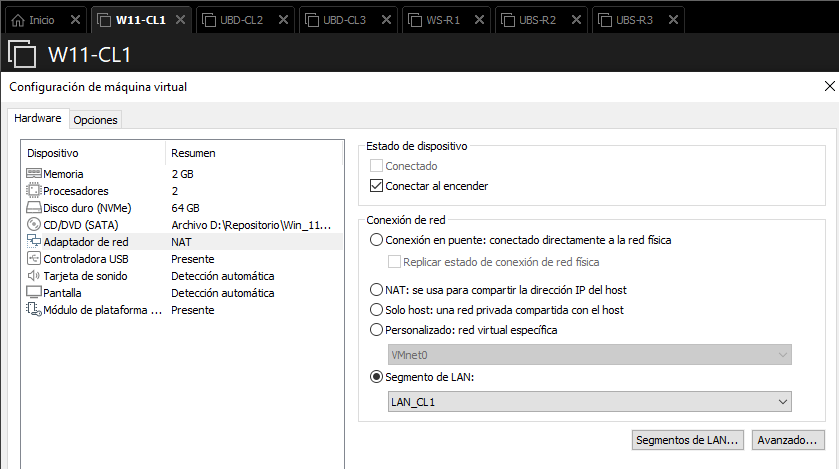 Inicio W11-CL1 UBD-CL2 UBD-CL3 WS-R1 UBS-R2 UBS-R3
W11-CL1
Configuración de máquina virtual
Hardware Opciones
Dispositivo Resumen
Memoria 2 GB
Procesadores 2
Disco duro (NVMe) 64 GB
CD/DVD (SATA) Archivo D:\Repositorio\Win_11...
Adaptador de red NAT
Controladora USB Presente
Tarjeta de sonido Detección automática
Pantalla Detección automática
Módulo de plataforma ... Presente
Estado de dispositivo
Conectado
Conectar al encender
Conexión de red
Conexión en puente: conectado directamente a la red física
Replicar estado de conexión de red física
NAT: se usa para compartir la dirección IP del host
Solo host: una red privada compartida con el host
Personalizado: red virtual específica
VMnet0
Segmento de LAN:
LAN_CL1
Segmentos de LAN... Avanzado...